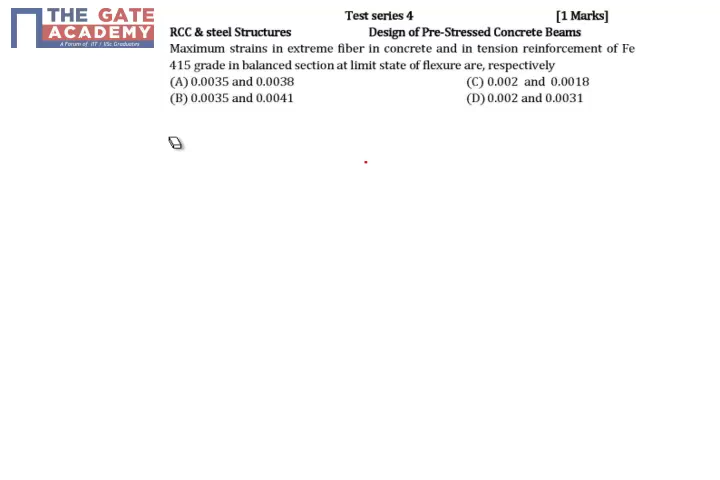 THE GATE
ACADEMY
A Forum of IIT / IISc Graduates
Test series 4 [1 Marks]
RCC & steel Structures Design of Pre-Stressed Concrete Beams
Maximum strains in extreme fiber in concrete and in tension reinforcement of Fe
415 grade in balanced section at limit state of flexure are, respectively
(A) 0.0035 and 0.0038 (C) 0.002 and 0.0018
(B) 0.0035 and 0.0041 (D) 0.002 and 0.0031